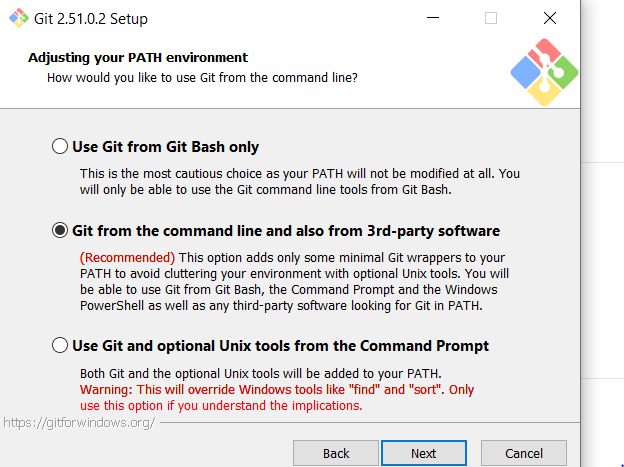 Git 2.51.0.2 Setup
Adjusting your PATH environment
How would you like to use Git from the command line?
Use Git from Git Bash only
This is the most cautious choice as your PATH will not be modified at all. You
will only be able to use the Git command line tools from Git Bash.
Git from the command line and also from 3rd-party software
(Recommended) This option adds only some minimal Git wrappers to your
PATH to avoid cluttering your environment with optional Unix tools. You will
be able to use Git from Git Bash, the Command Prompt and the Windows
PowerShell as well as any third-party software looking for Git in PATH.
Use Git and optional Unix tools from the Command Prompt
Both Git and the optional Unix tools will be added to your PATH.
Warning: This will override Windows tools like "find" and "sort". Only
use this option if you understand the implications.
https://gitforwindows.org/
Back Next Cancel